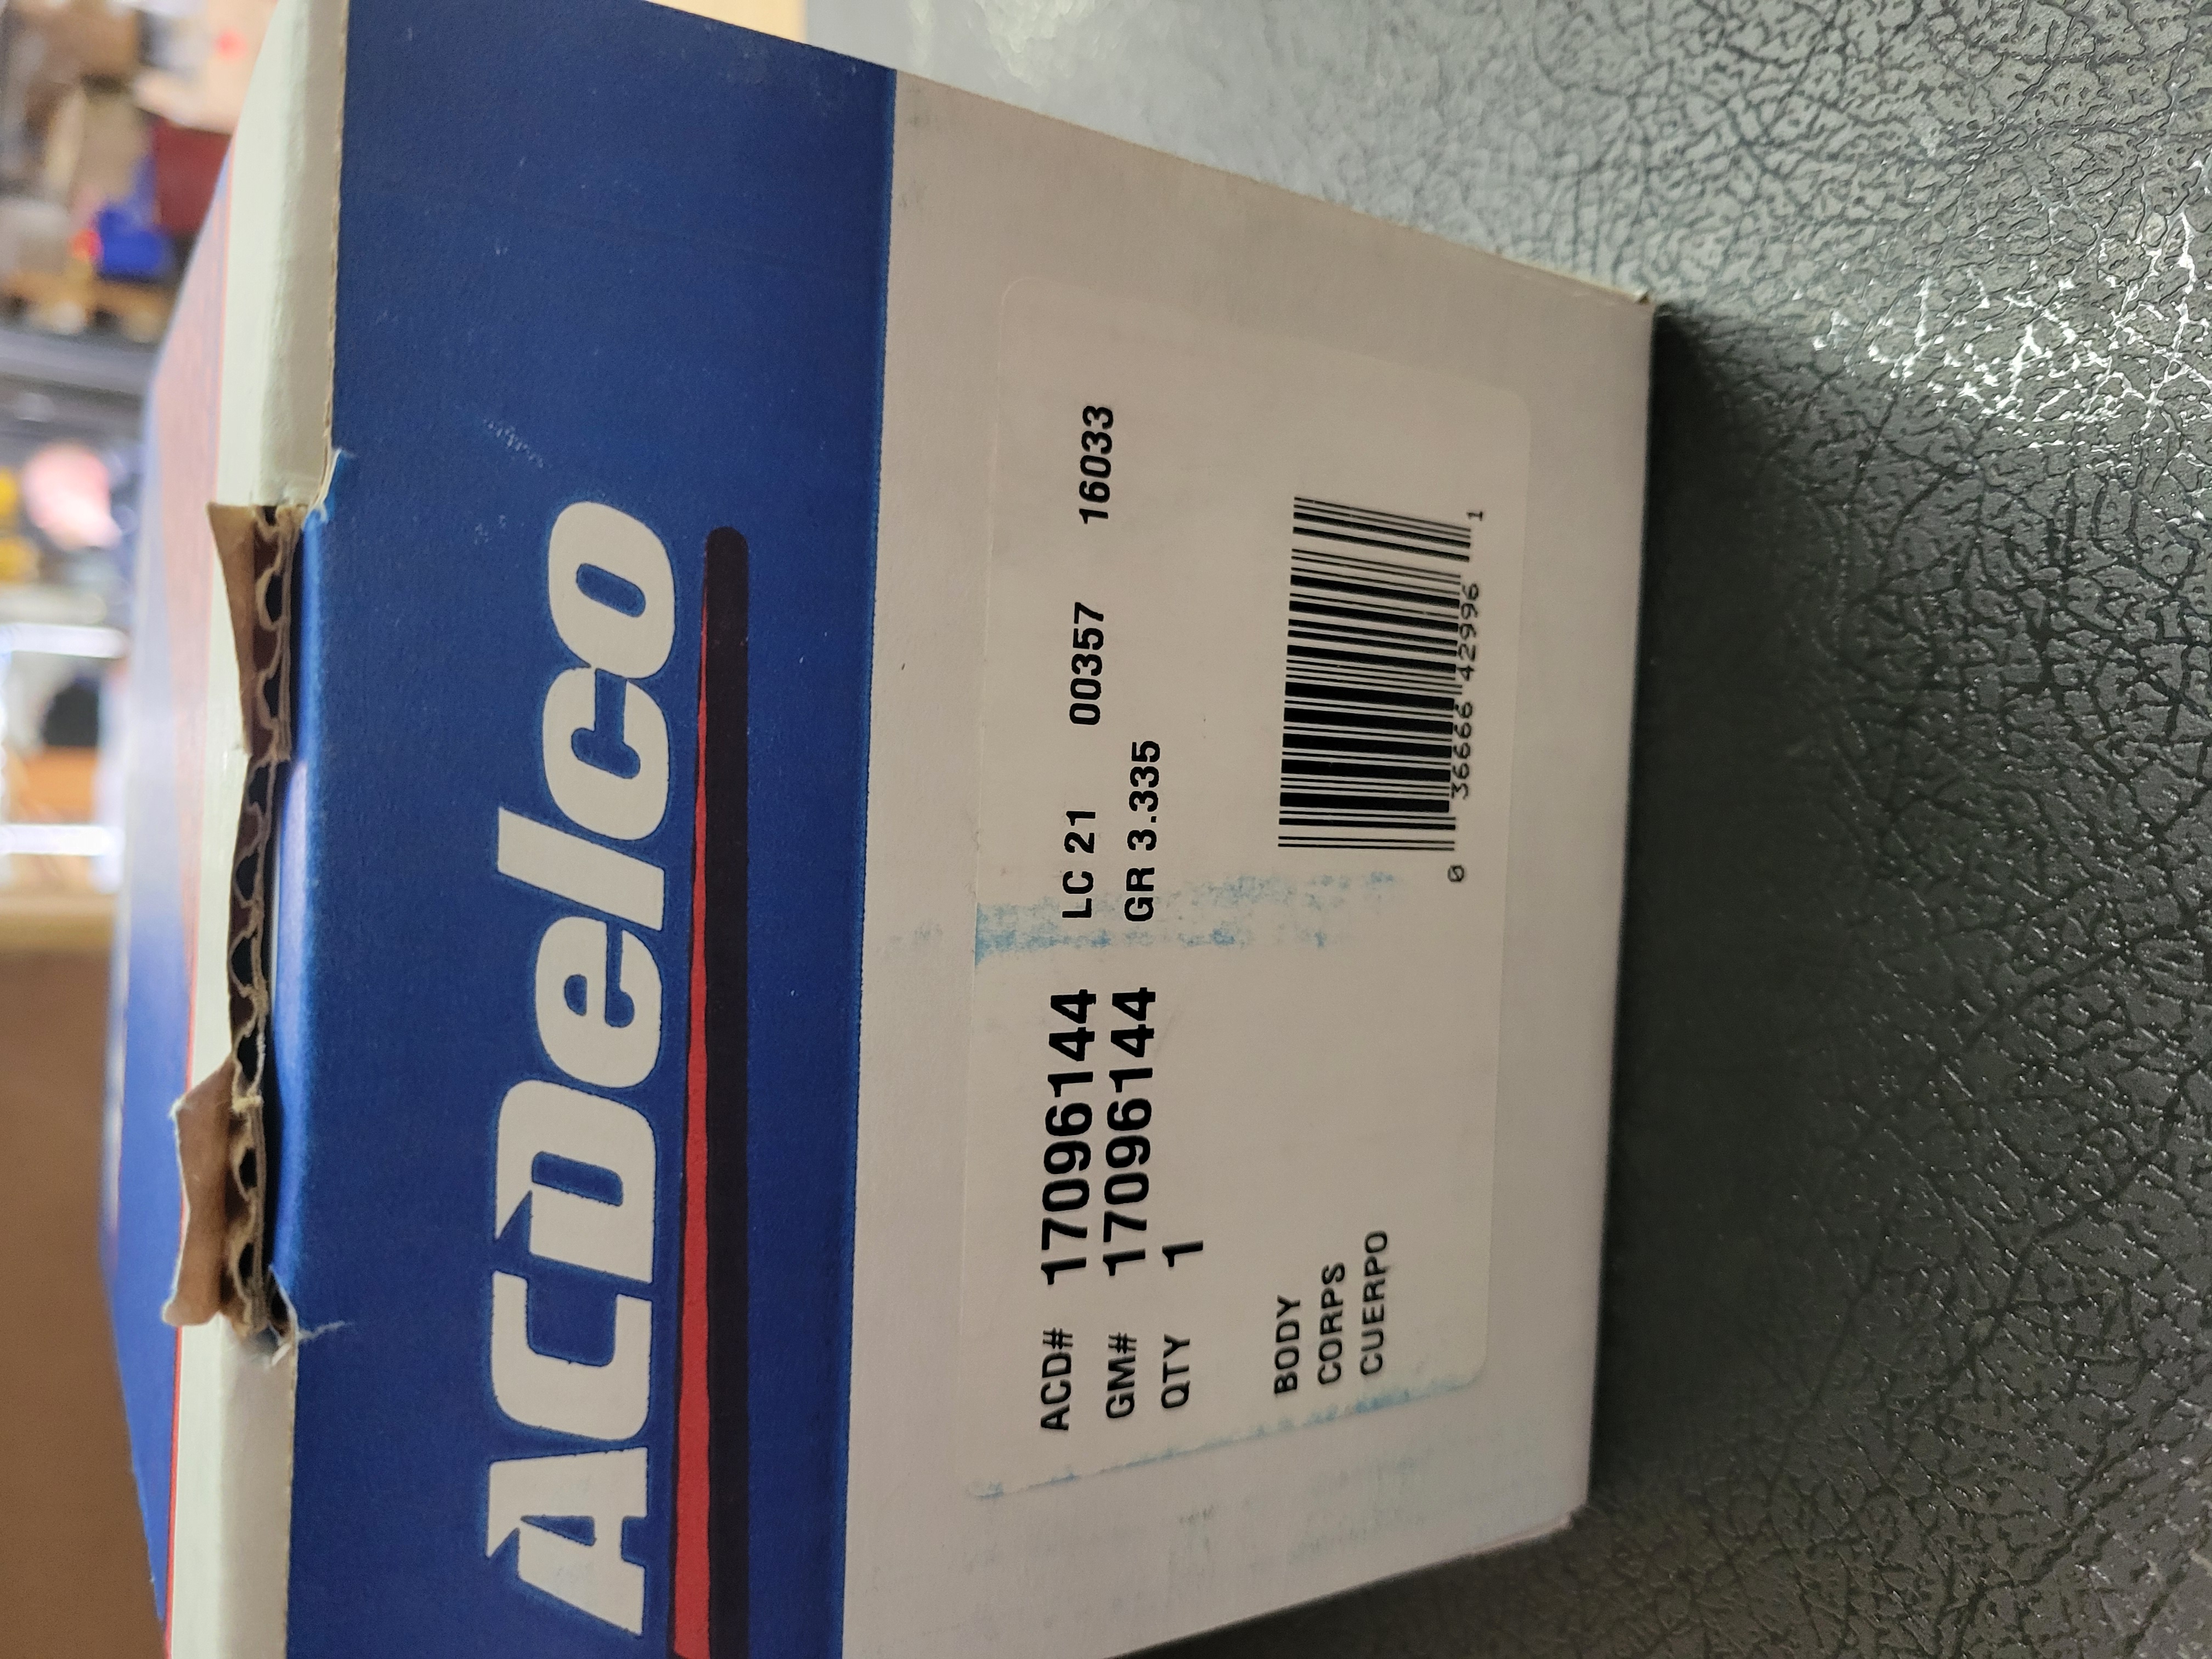 ACDelco
ACD# 17096144 LC 21 00357 16033
GM# 17096144 GR 3.335
QTY 1
BODY
CORPS
CUERPO
0 36666 42996 1